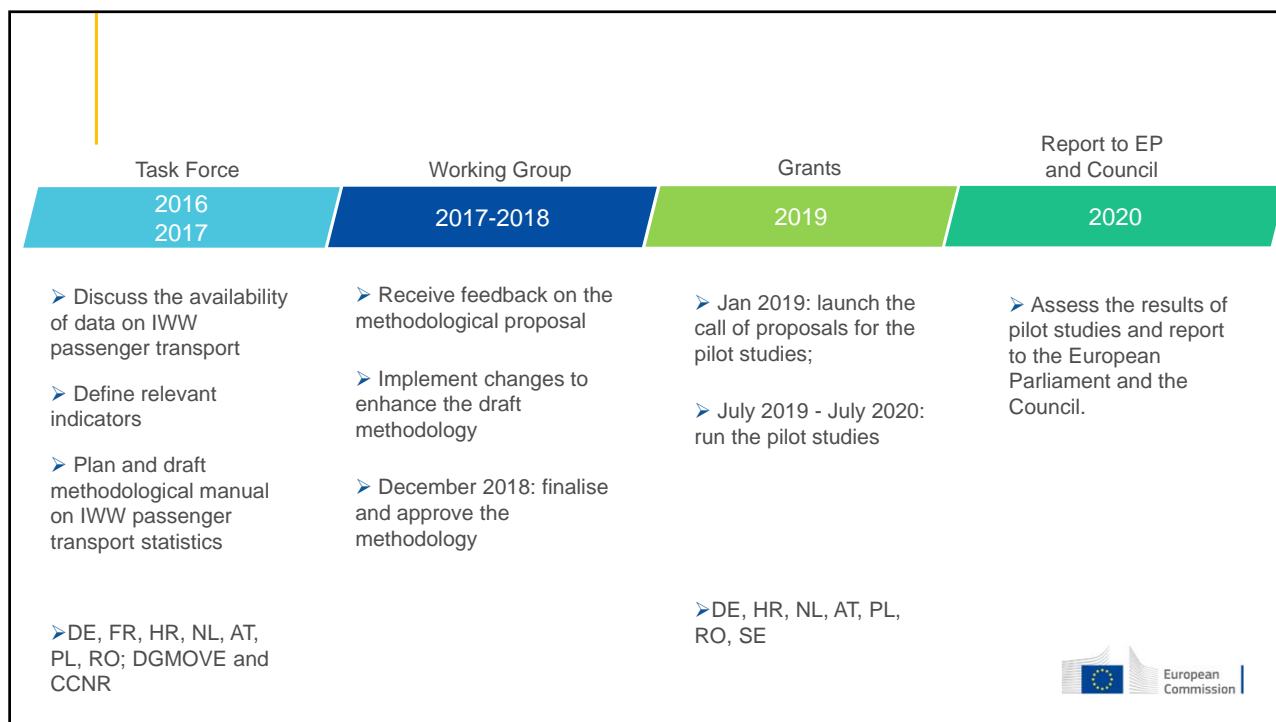 Task Force
2016
2017
➢ Discuss the availability
of data on IWW
passenger transport
➢ Define relevant
indicators
➢ Plan and draft
methodological manual
on IWW passenger
transport statistics
➢DE, FR, HR, NL, AT,
PL, RO; DGMOVE and
CCNR
Working Group
2017-2018
➢ Receive feedback on the
methodological proposal
➢ Implement changes to
enhance the draft
methodology
➢ December 2018: finalise
and approve the
methodology
Grants
2019
➢ Jan 2019: launch the
call of proposals for the
pilot studies;
➢ July 2019 - July 2020:
run the pilot studies
➢DE, HR, NL, AT, PL,
RO, SE
Report to EP
and Council
2020
➢ Assess the results of
pilot studies and report
to the European
Parliament and the
Council.
European
Commission